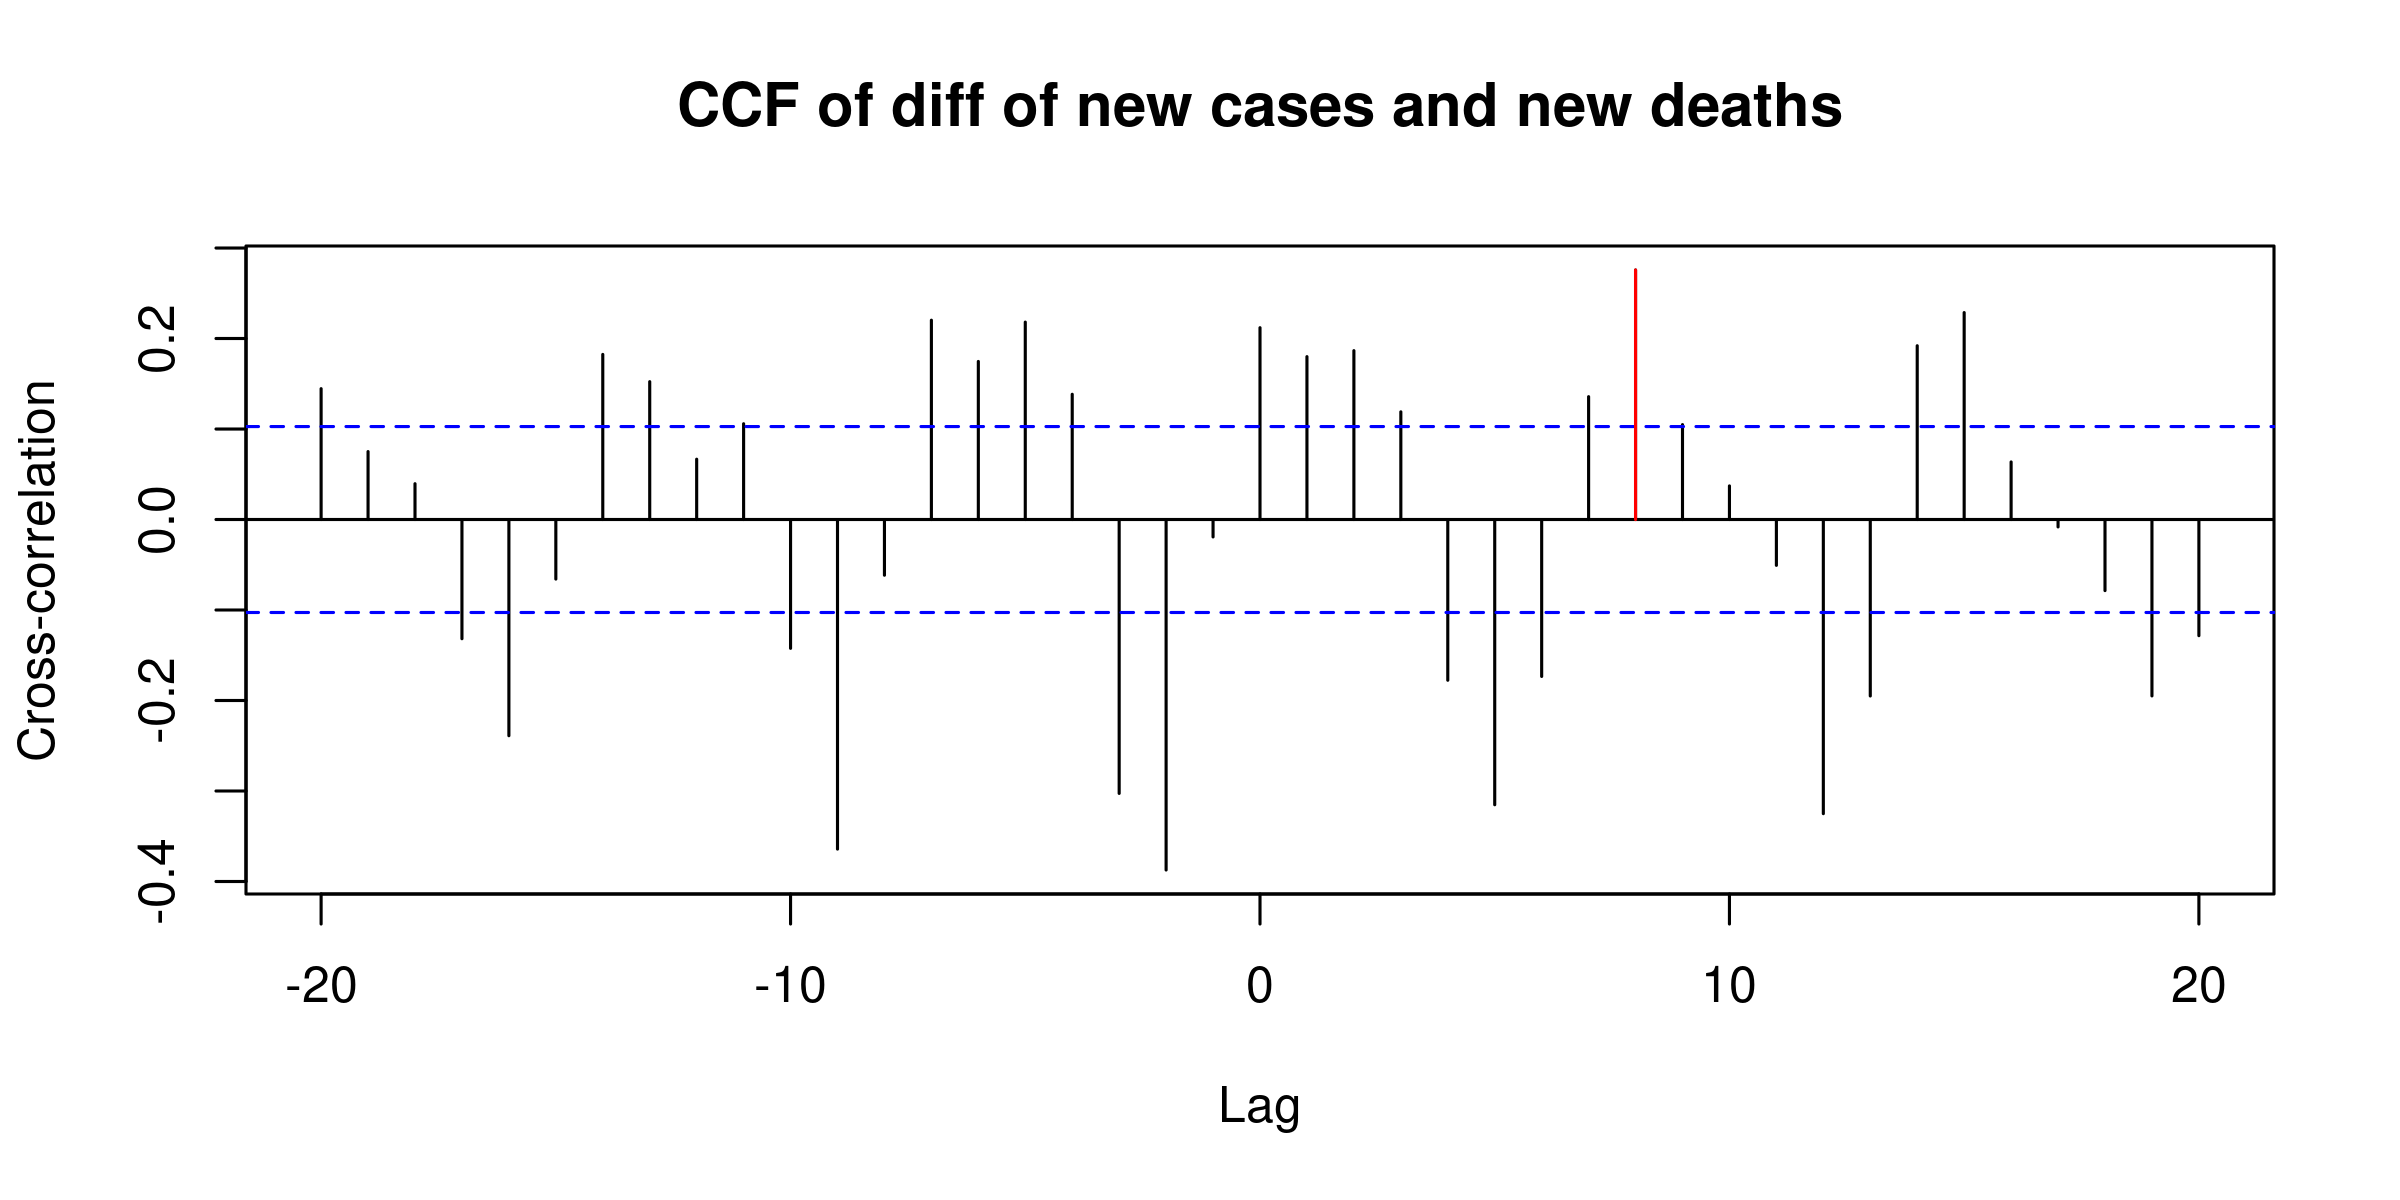 CCF of diff of new cases and new deaths
Cross-correlation
0.2
0.0
-0.2
-0.4
-20 -10 0 10 20
Lag